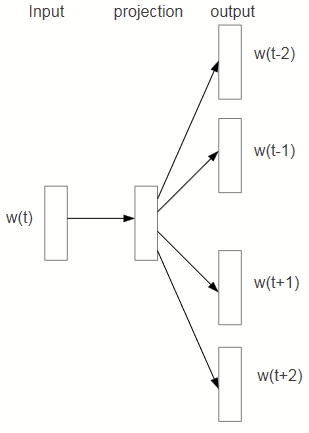 Input projection output
w(t-2)
w(t-1)
w(t)
w(t+1)
w(t+2)